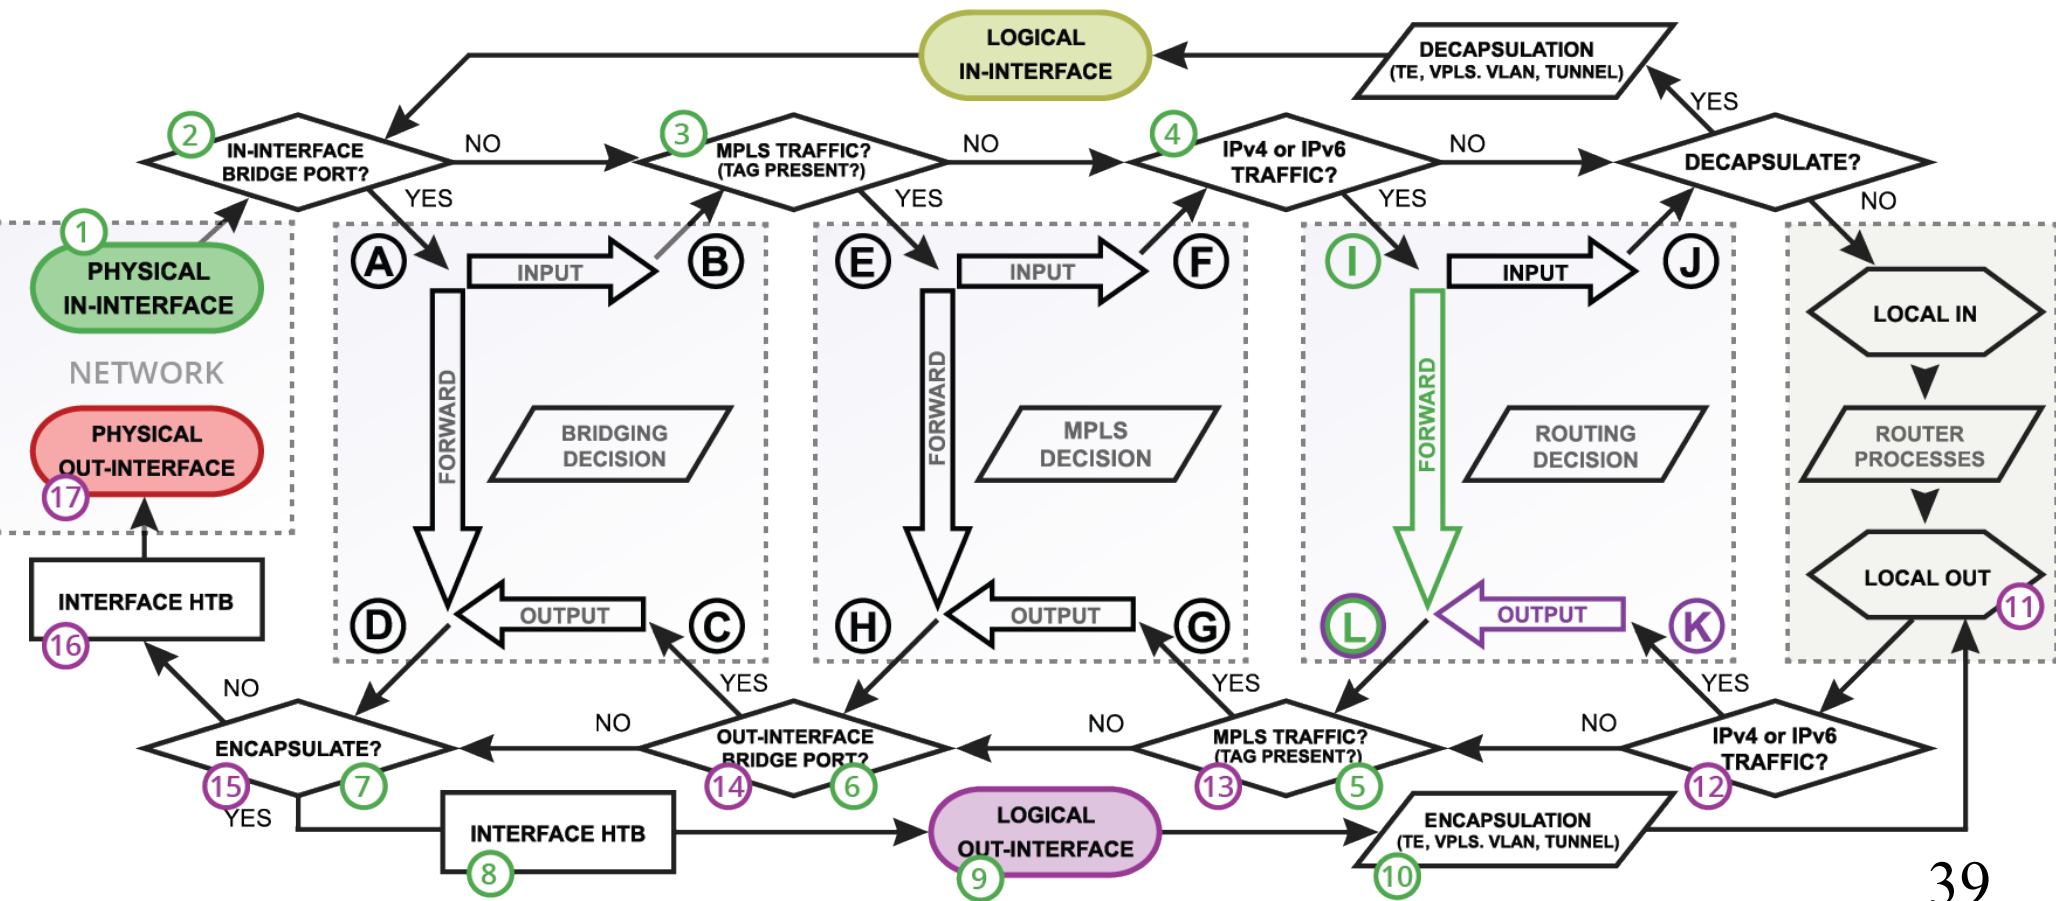 LOGICAL
IN-INTERFACE
DECAPSULATION
(TE, VPLS. VLAN, TUNNEL)
YES
2
IN-INTERFACE
BRIDGE PORT?
NO
3
MPLS TRAFFIC?
(TAG PRESENT?)
NO
4
IPv4 or IPv6
TRAFFIC?
NO
DECAPSULATE?
YES
YES
YES
NO
1
PHYSICAL
IN-INTERFACE
NETWORK
PHYSICAL
OUT-INTERFACE
17
A
INPUT
B
FORWARD
BRIDGING
DECISION
D
OUTPUT
C
E
INPUT
F
FORWARD
MPLS
DECISION
H
OUTPUT
G
I
INPUT
J
FORWARD
ROUTING
DECISION
L
OUTPUT
K
LOCAL IN
ROUTER
PROCESSES
LOCAL OUT
11
INTERFACE HTB
16
NO
YES
YES
YES
ENCAPSULATE?
15
7
YES
NO
OUT-INTERFACE
BRIDGE PORT?
14
6
NO
MPLS TRAFFIC?
(TAG PRESENT?)
13
5
NO
IPv4 or IPv6
TRAFFIC?
12
INTERFACE HTB
8
LOGICAL
OUT-INTERFACE
9
ENCAPSULATION
(TE, VPLS. VLAN, TUNNEL)
10
39